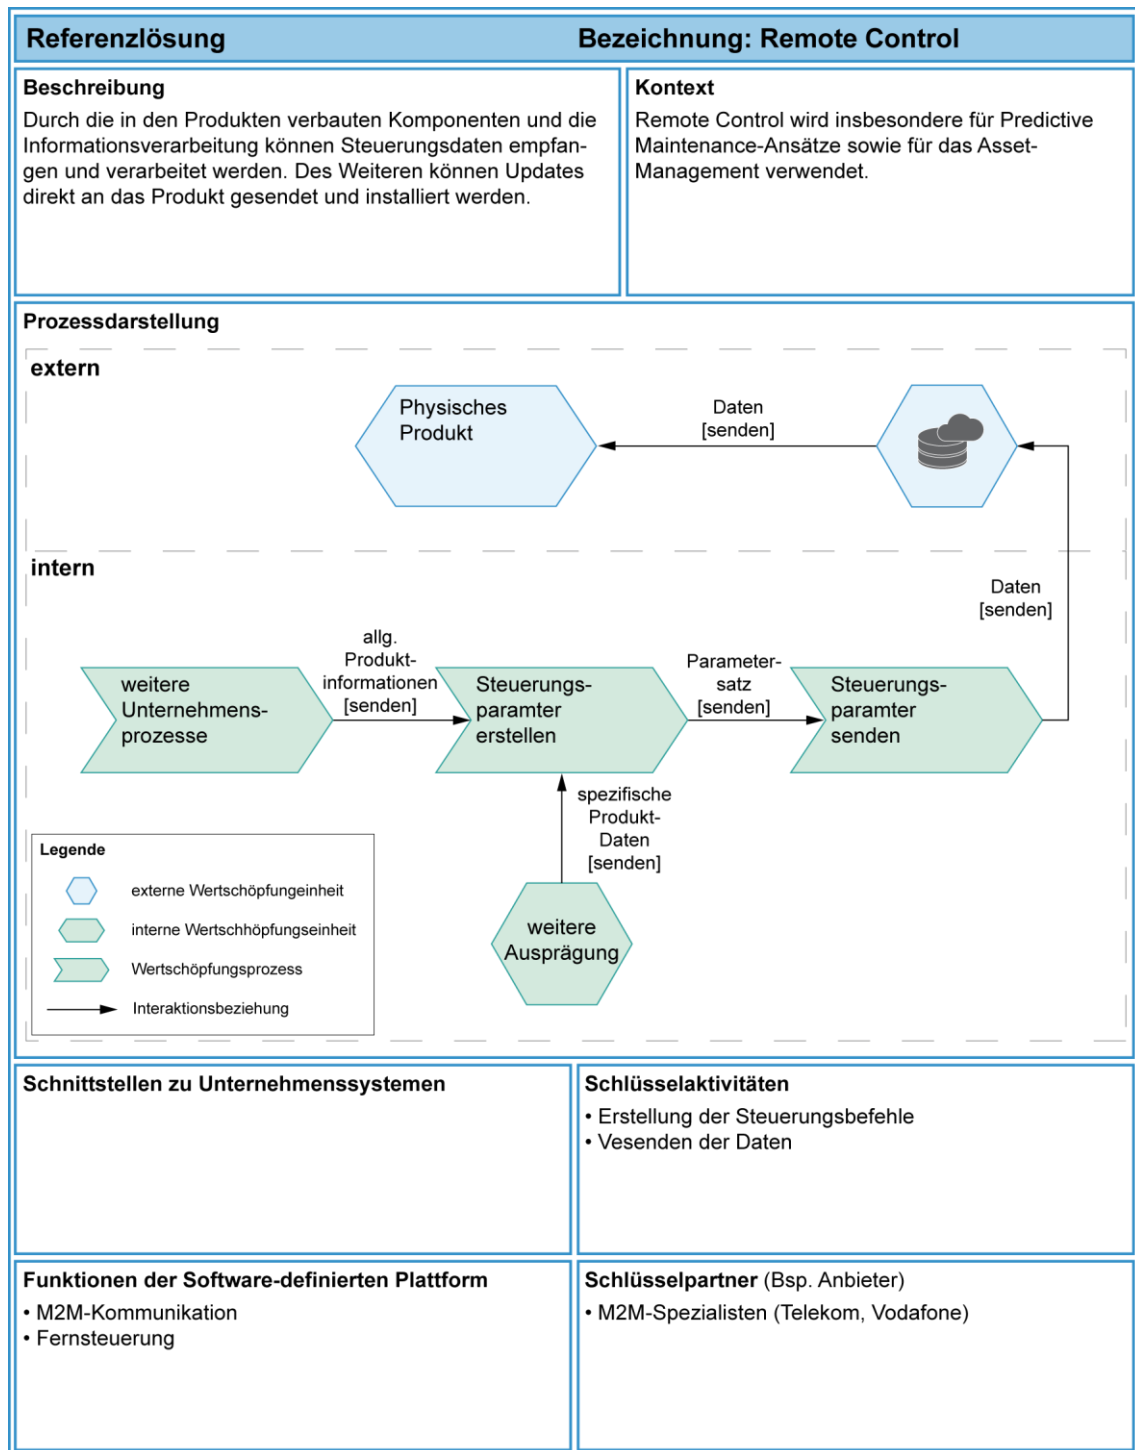 Referenzlösung
Bezeichnung: Remote Control
Beschreibung
Durch die in den Produkten verbauten Komponenten und die
Informationsverarbeitung können Steuerungsdaten empfan-
gen und verarbeitet werden. Des Weiteren können Updates
direkt an das Produkt gesendet und installiert werden.
Kontext
Remote Control wird insbesondere für Predictive
Maintenance-Ansätze sowie für das Asset-
Management verwendet.
Prozessdarstellung
extern
Physisches
Produkt
Daten
[senden]
intern
Daten
[senden]
weitere
Unternehmens-
prozesse
allg.
Produkt-
informationen
[senden]
Steuerungs-
paramter
erstellen
Parameter-
satz
[senden]
Steuerungs-
paramter
senden
spezifische
Produkt-
Daten
[senden]
weitere
Ausprägung
Legende
externe Wertschöpfungeinheit
interne Wertschhöpfungseinheit
Wertschöpfungsprozess
Interaktionsbeziehung
Schnittstellen zu Unternehmenssystemen
Schlüsselaktivitäten
• Erstellung der Steuerungsbefehle
• Vesenden der Daten
Funktionen der Software-definierten Plattform
• M2M-Kommunikation
• Fernsteuerung
Schlüsselpartner (Bsp. Anbieter)
• M2M-Spezialisten (Telekom, Vodafone)